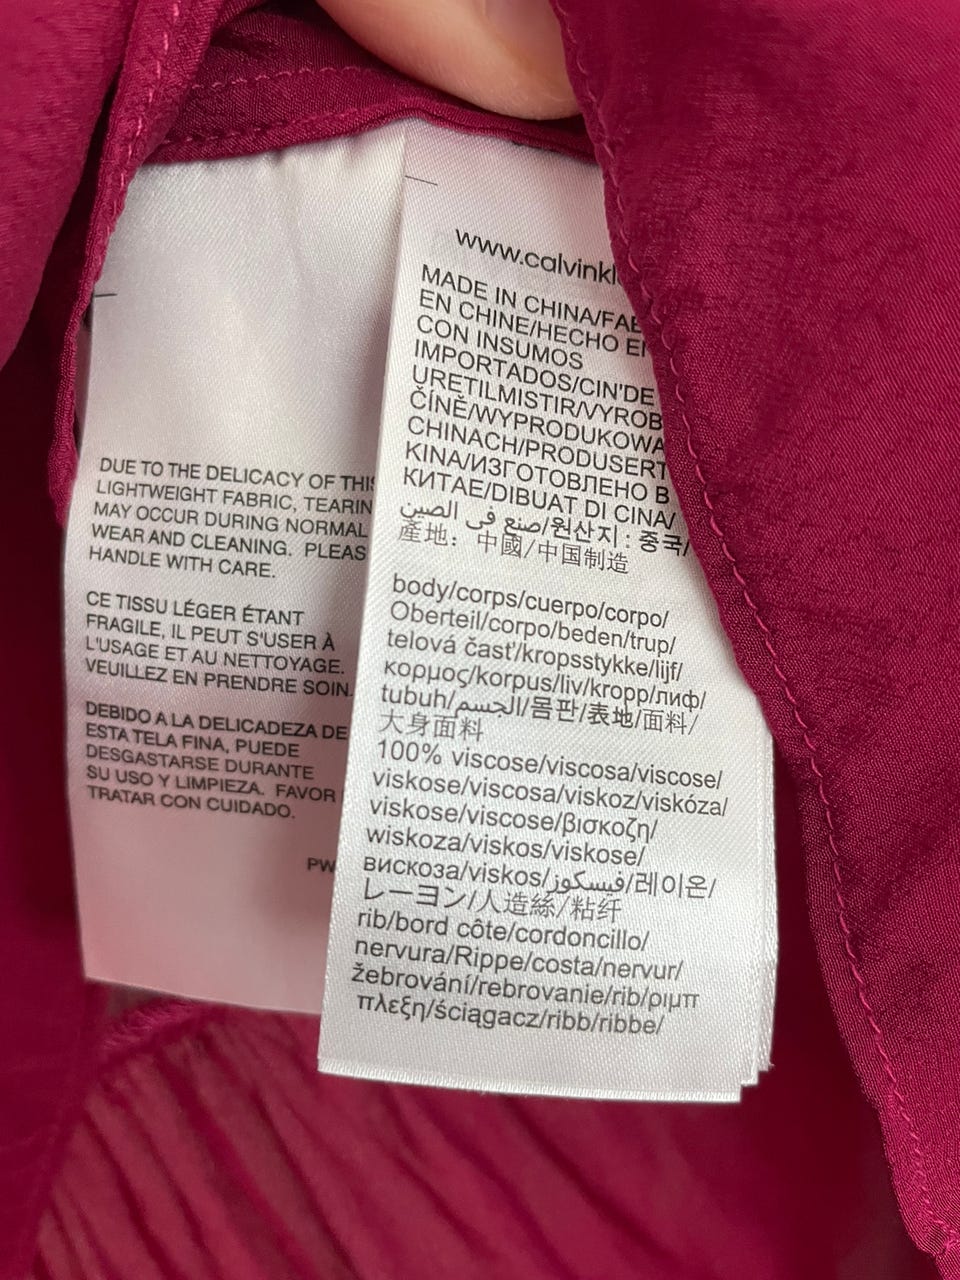 DUE TO THE DELICACY OF THIS
LIGHTWEIGHT FABRIC, TEARIN
MAY OCCUR DURING NORMAL
WEAR AND CLEANING. PLEAS
HANDLE WITH CARE.
CE TISSU LÉGER ÉTANT
FRAGILE, IL PEUT S'USER À
L'USAGE ET AU NETTOYAGE.
VEUILLEZ EN PRENDRE SOIN.
DEBIDO A LA DELICADEZA DE
ESTA TELA FINA, PUEDE
DESGASTARSE DURANTE
SU USO Y LIMPIEZA. FAVOR
TRATAR CON CUIDADO.
PW
www.calvinkl
MADE IN CHINA/FAB
EN CHINE/HECHO EN
CON INSUMOS
IMPORTADOS/CIN'DE
URETILMISTIR/VYROB
ČÍNĚ/WYPRODUKOWA
CHINACH/PRODUSERT
KINA/ИЗГОТОВЛЕНО В
КИТАЕ/DIBUAT DI CINA/
صنع في الصين/원산지 : 중국/
產地： 中國/中国制造
body/corps/cuerpo/corpo/
Oberteil/corpo/beden/trup/
telová časť/kropsstykke/lijf/
κορμος/korpus/liv/kropp/лиф/
tubuh/الجسم/몸판/表地/面料/
大身面料
100% viscose/viscosa/viscose/
viskose/viscosa/viskoz/viskóza/
viskose/viscose/βισκοζη/
wiskoza/viskos/viskose/
вискоза/viskos/فيسكوز/레이온/
レーヨン/人造絲/粘纤
rib/bord côte/cordoncillo/
nervura/Rippe/costa/nervur/
žebrování/rebrovanie/rib/ριμπ
πλεξη/ściągacz/ribb/ribbe/